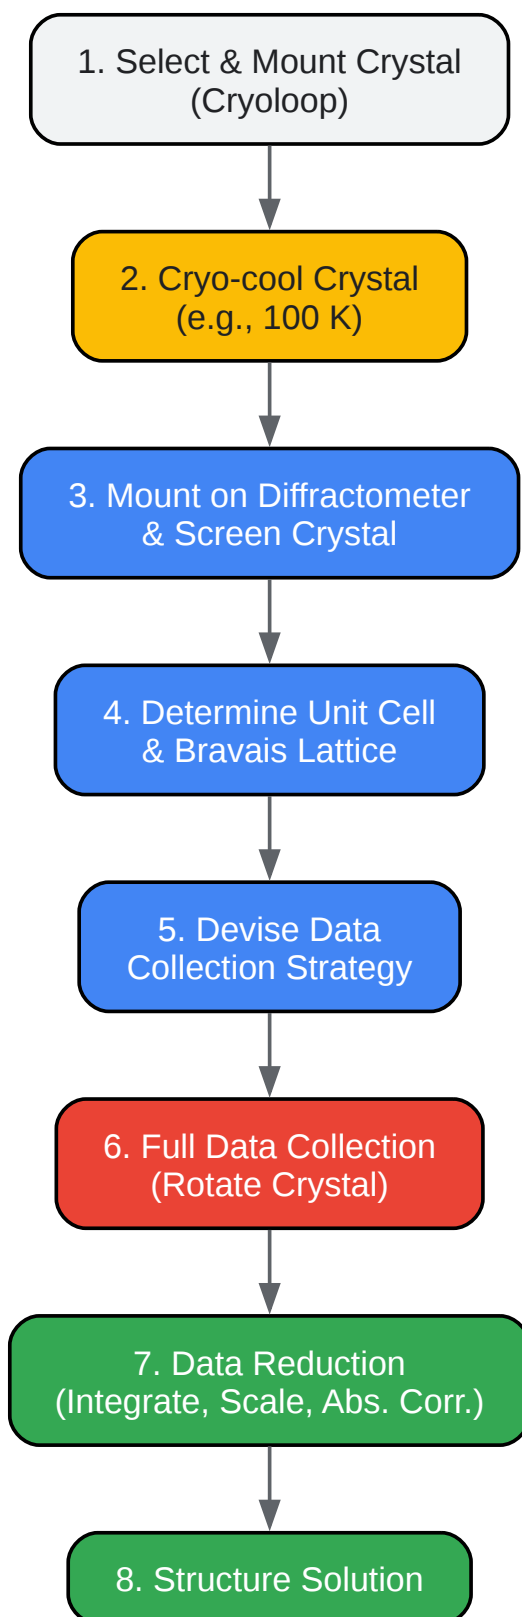 1. Select & Mount Crystal
(Cryoloop)
2. Cryo-cool Crystal
(e.g., 100 K)
3. Mount on Diffractometer
& Screen Crystal
4. Determine Unit Cell
& Bravais Lattice
5. Devise Data
Collection Strategy
6. Full Data Collection
(Rotate Crystal)
7. Data Reduction
(Integrate, Scale, Abs. Corr.)
8. Structure Solution